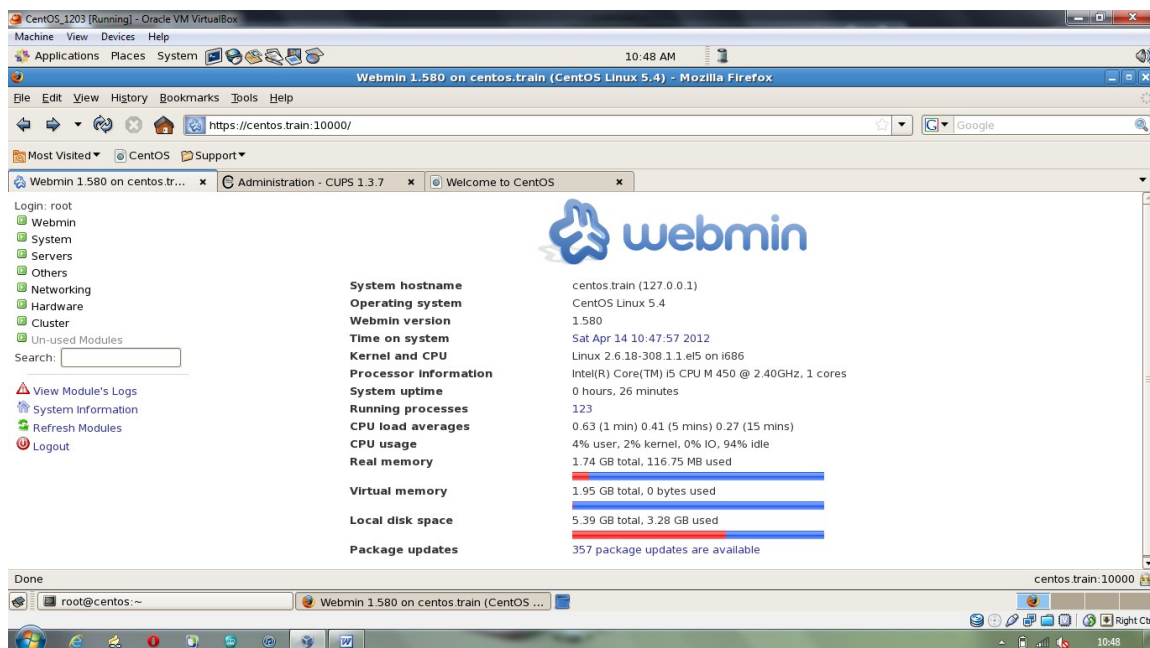 CentOS_1203 [Running] - Oracle VM VirtualBox
Machine View Devices Help
Applications Places System 10:48 AM
Webmin 1.580 on centos.train (CentOS Linux 5.4) - Mozilla Firefox
File Edit View History Bookmarks Tools Help
https://centos.train:10000/ G Google
Most Visited CentOS Support
Webmin 1.580 on centos.tr... Administration - CUPS 1.3.7 Welcome to CentOS
Login: root
Webmin
System
Servers
Others
Networking
Hardware
Cluster
Un-used Modules
Search:
View Module's Logs
System Information
Refresh Modules
Logout
webmin
System hostname centos.train (127.0.0.1)
Operating system CentOS Linux 5.4
Webmin version 1.580
Time on system Sat Apr 14 10:47:57 2012
Kernel and CPU Linux 2.6.18-308.1.1.el5 on i686
Processor information Intel(R) Core(TM) i5 CPU M 450 @ 2.40GHz, 1 cores
System uptime 0 hours, 26 minutes
Running processes 123
CPU load averages 0.63 (1 min) 0.41 (5 mins) 0.27 (15 mins)
CPU usage 4% user, 2% kernel, 0% IO, 94% idle
Real memory 1.74 GB total, 116.75 MB used
Virtual memory 1.95 GB total, 0 bytes used
Local disk space 5.39 GB total, 3.28 GB used
Package updates 357 package updates are available
Done centos.train:10000
root@centos:~ Webmin 1.580 on centos.train (CentOS ...
Right Ctr
10:48